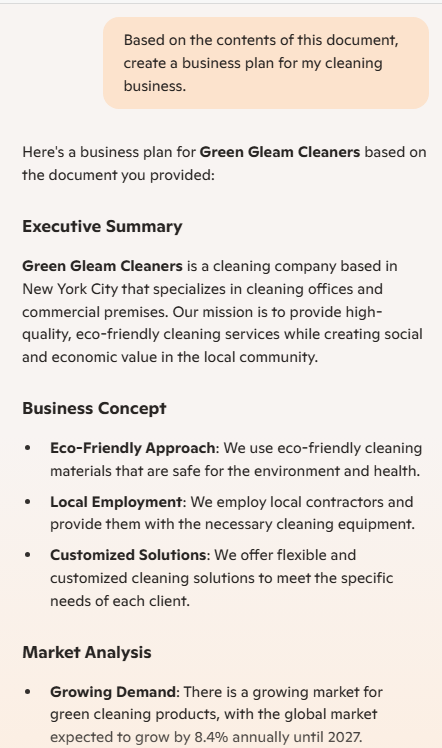 Based on the contents of this document,
create a business plan for my cleaning
business.
Here's a business plan for Green Gleam Cleaners based on
the document you provided:
Executive Summary
Green Gleam Cleaners is a cleaning company based in
New York City that specializes in cleaning offices and
commercial premises. Our mission is to provide high-
quality, eco-friendly cleaning services while creating social
and economic value in the local community.
Business Concept
• Eco-Friendly Approach: We use eco-friendly cleaning
materials that are safe for the environment and health.
• Local Employment: We employ local contractors and
provide them with the necessary cleaning equipment.
• Customized Solutions: We offer flexible and
customized cleaning solutions to meet the specific
needs of each client.
Market Analysis
• Growing Demand: There is a growing market for
green cleaning products, with the global market
expected to grow by 8.4% annually until 2027.